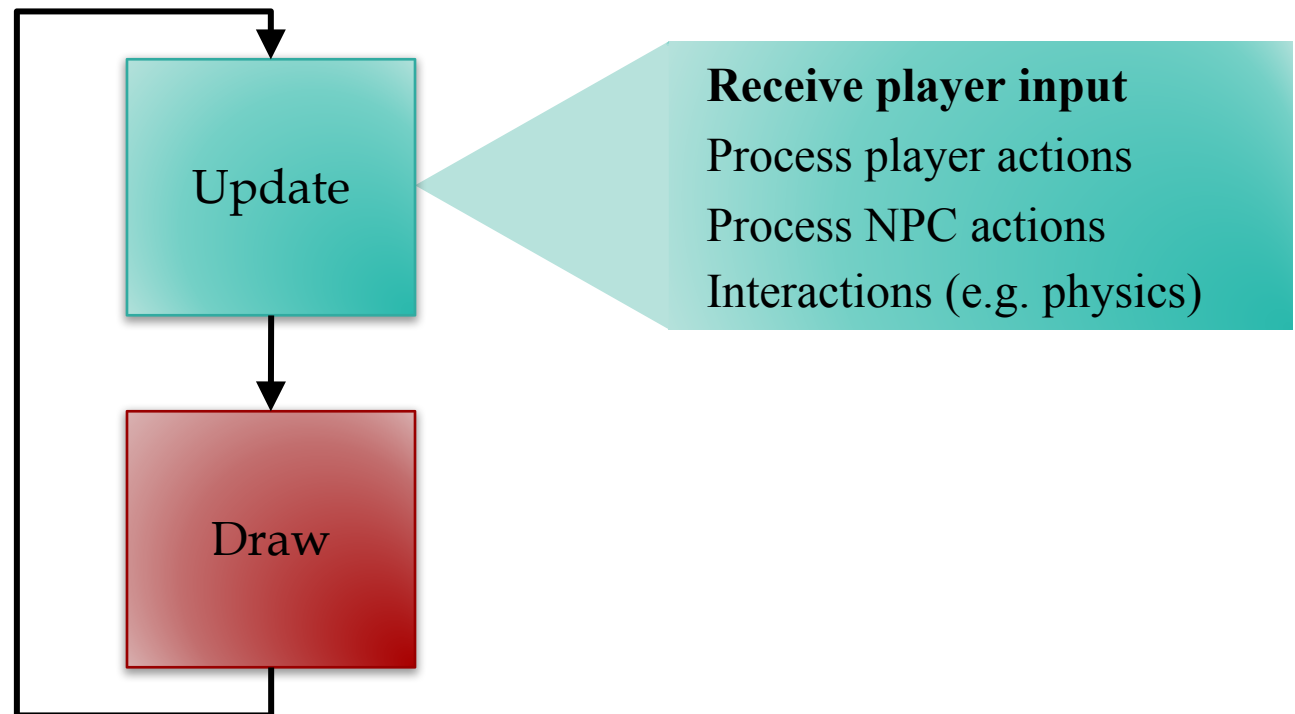 Update
Receive player input
Process player actions
Process NPC actions
Interactions (e.g. physics)
Draw